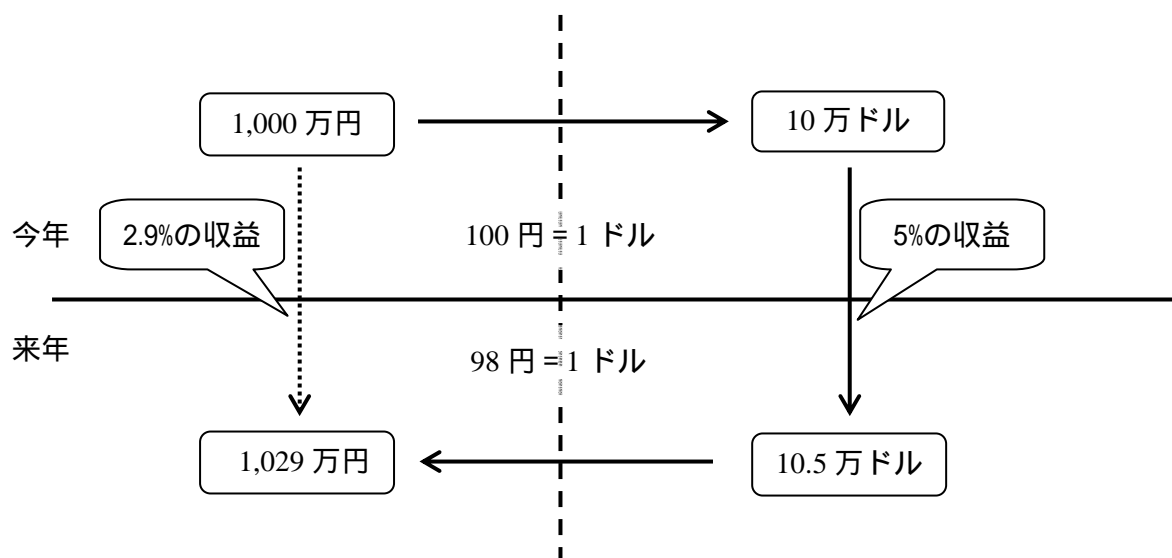 1,000 万円
10 万ドル
今年
2.9%の収益
100 円 = 1 ドル
5%の収益
来年
98 円 = 1 ドル
1,029 万円
10.5 万ドル